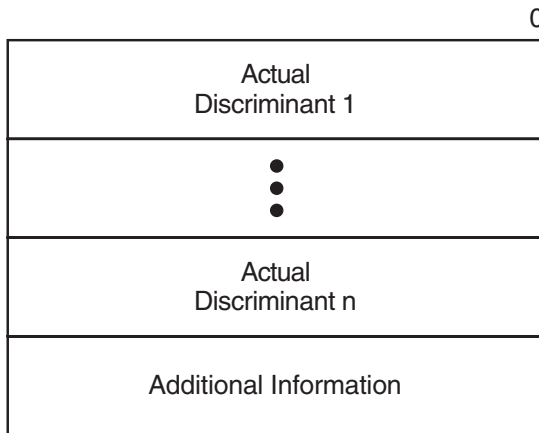 0
Actual
Discriminant 1
Actual
Discriminant n
Additional Information